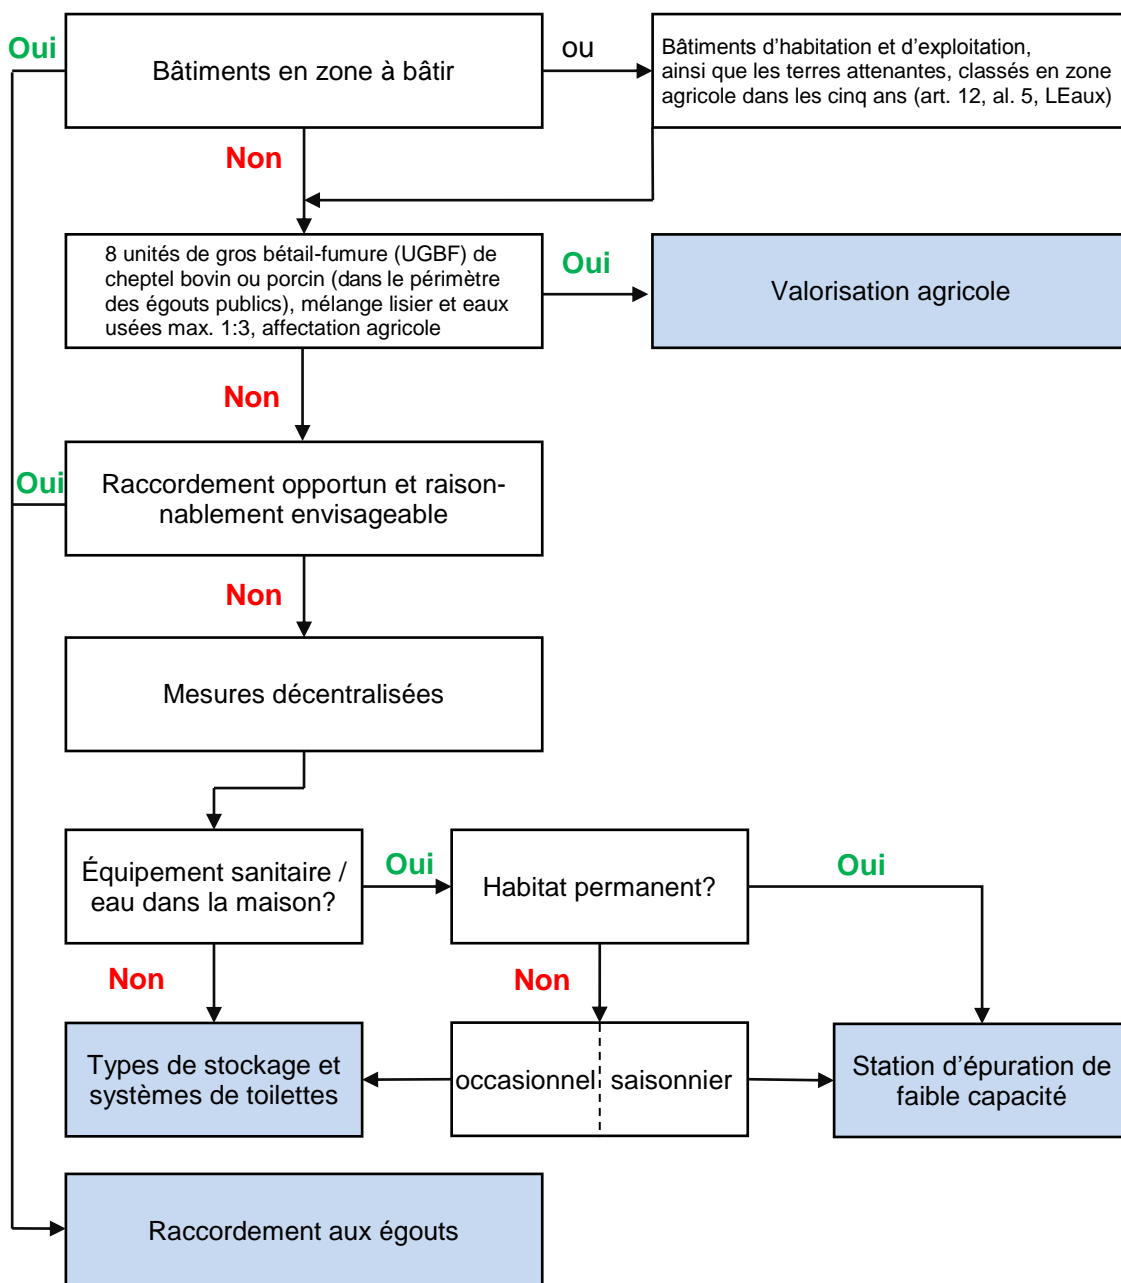 Oui
Bâtiments en zone à bâtir
ou
Bâtiments d'habitation et d'exploitation,
ainsi que les terres attenantes, classés en zone
agricole dans les cinq ans (art. 12, al. 5, LEaux)
Non
8 unités de gros bétail-fumure (UGBF) de
cheptel bovin ou porcin (dans le périmètre
des égouts publics), mélange lisier et eaux
usées max. 1:3, affectation agricole
Oui
Valorisation agricole
Non
Oui
Raccordement opportun et raison-
nablement envisageable
Non
Mesures décentralisées
Équipement sanitaire /
eau dans la maison?
Oui
Habitat permanent?
Oui
Non
Non
Types de stockage et
systèmes de toilettes
occasionnel
saisonnier
Station d'épuration de
faible capacité
Raccordement aux égouts